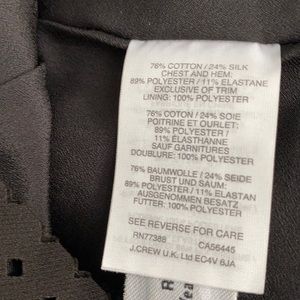 76% COTTON / 24% SILK
CHEST AND HEM:
89% POLYESTER / 11% ELASTANE
EXCLUSIVE OF TRIM
LINING: 100% POLYESTER
76% COTON / 24% SOIE
POITRINE ET OURLET:
89% POLYESTER /
11% ÉLASTHANNE
SAUF GARNITURES
DOUBLURE: 100% POLYESTER
76% BAUMWOLLE / 24% SEIDE
BRUST UND SAUM:
89% POLYESTER / 11% ELASTAN
AUSGENOMMEN BESATZ
FUTTER: 100% POLYESTER
SEE REVERSE FOR CARE
RN77388 CA56445
J.CREW U.K. Ltd EC4V 6JA